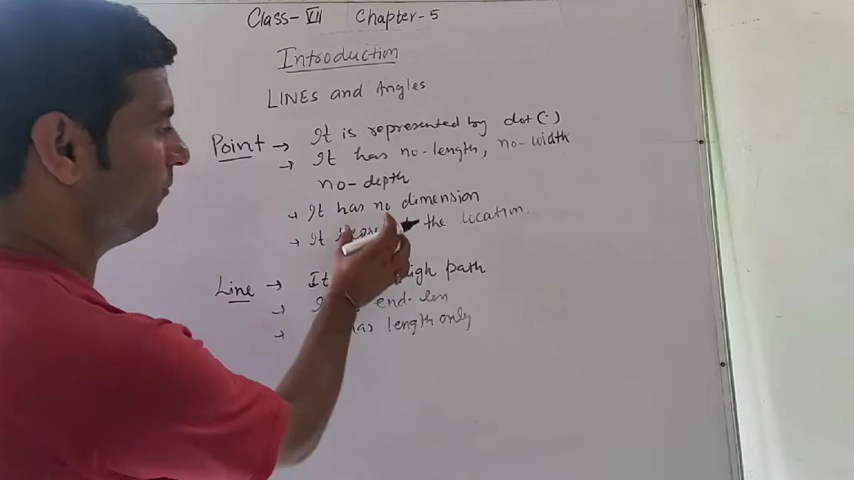 Class-VII Chapter-5
Introduction
LINES and Angles
Point → It is represented by dot (.)
→ It has no-length, no-width
no-depth
→ It has no dimension
→ It the location.
Line → It path
→ end-len
→ has length only